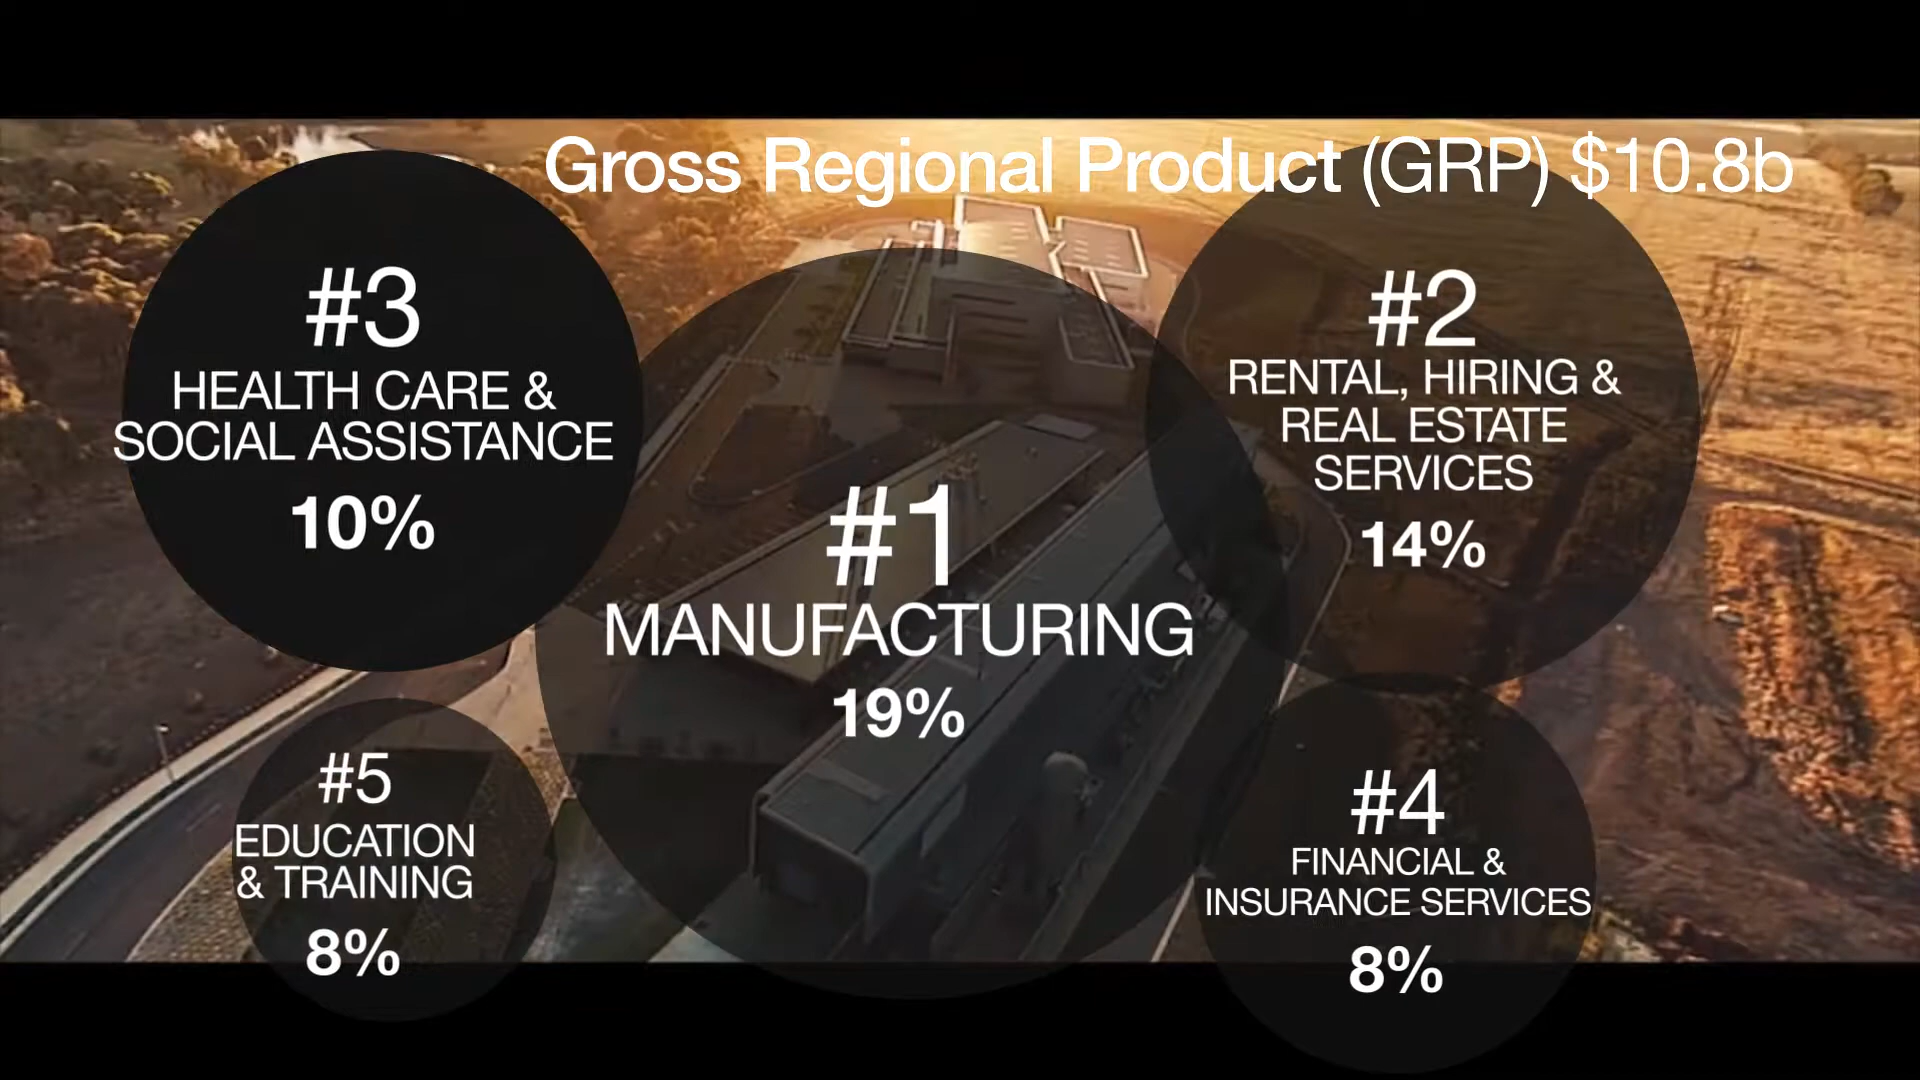 Gross Regional Product (GRP) $10.8b
#3
HEALTH CARE &
SOCIAL ASSISTANCE
10%
#2
RENTAL, HIRING &
REAL ESTATE
SERVICES
14%
#1
MANUFACTURING
19%
#5
EDUCATION
& TRAINING
8%
#4
FINANCIAL &
INSURANCE SERVICES
8%